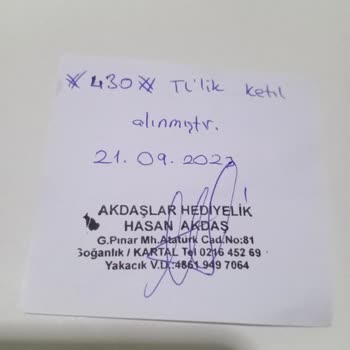 *430* TL'lik ketıl
alınmıştır.
21.09.2023
AKDAŞLAR HEDİYELİK
HASAN AKDAŞ
G.Pınar Mh.Atatürk Cad.No:81
Soğanlık / KARTAL Tel 0216 452 69
Yakacık V.D.:4861 949 7064